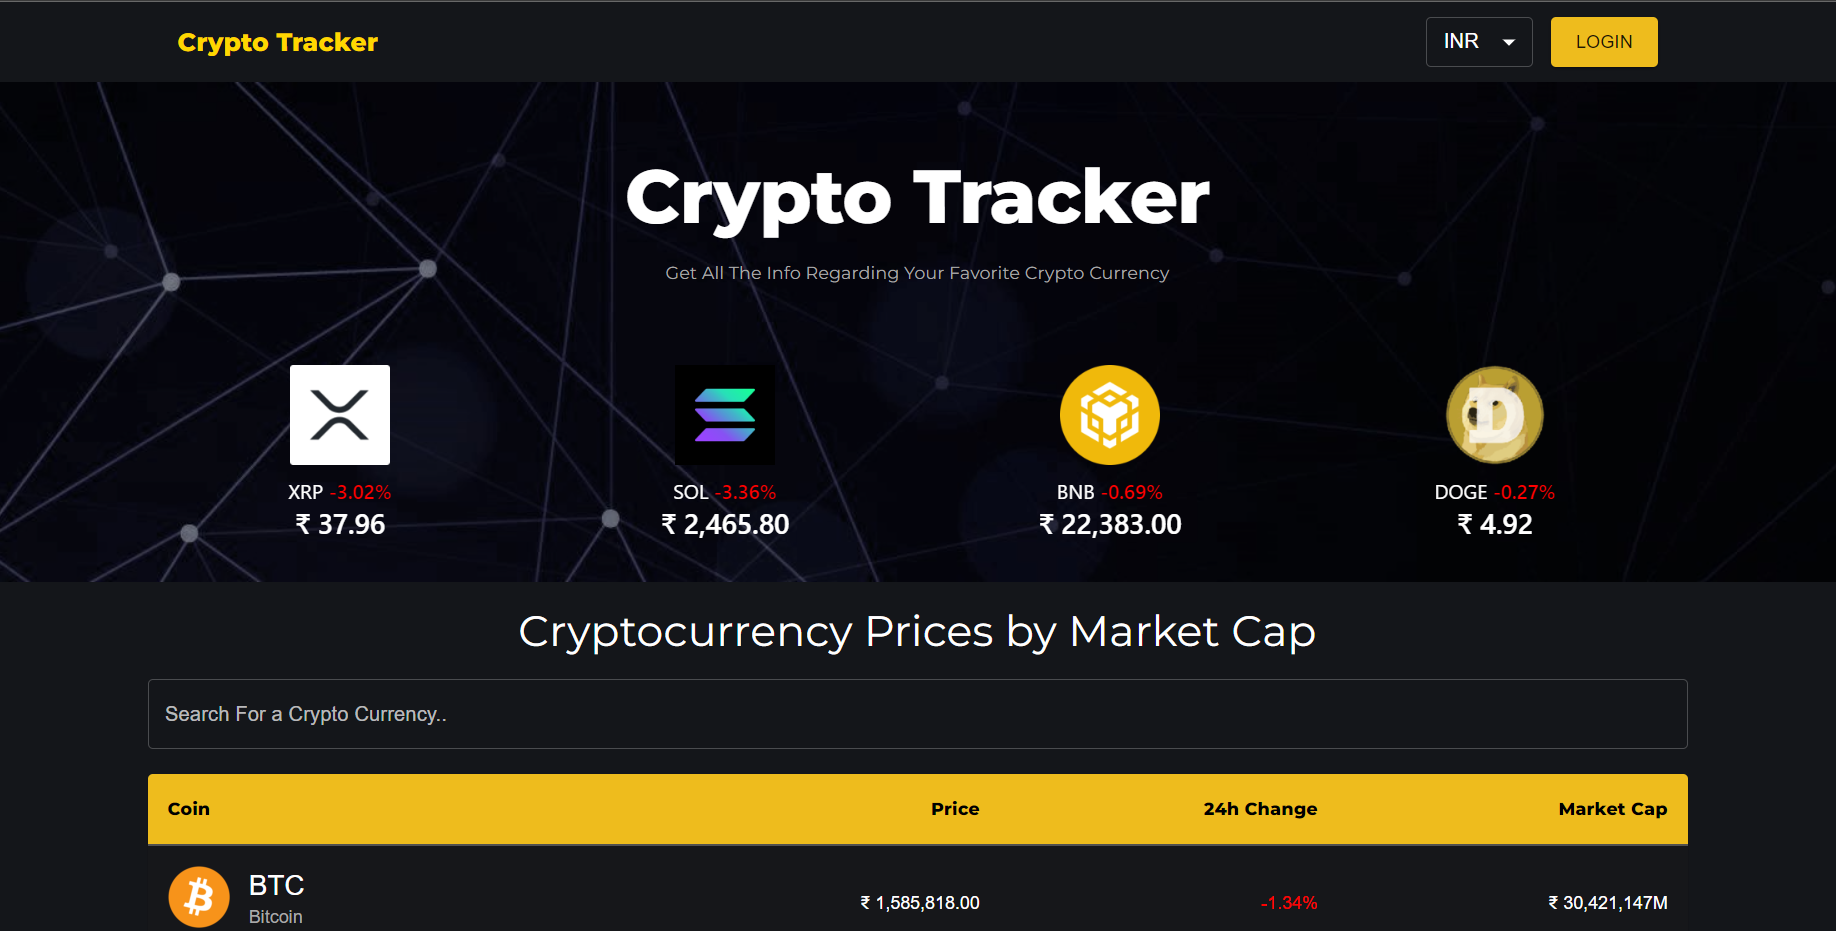 Crypto Tracker
INR
LOGIN
Crypto Tracker
Get All The Info Regarding Your Favorite Crypto Currency
XRP -3.02%
₹ 37.96
SOL -3.36%
₹ 2,465.80
BNB -0.69%
₹ 22,383.00
DOGE -0.27%
₹ 4.92
Cryptocurrency Prices by Market Cap
Search For a Crypto Currency..
Coin Price 24h Change Market Cap
BTC
Bitcoin
₹ 1,585,818.00 -1.34% ₹ 30,421,147M